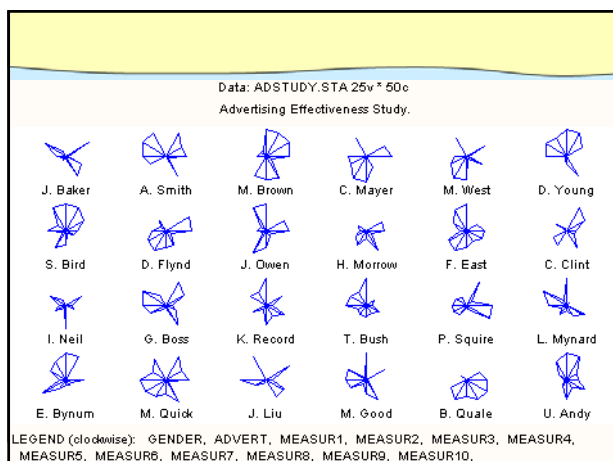 Data: ADSTUDY.STA 25v * 50c
Advertising Effectiveness Study.
J. Baker A. Smith M. Brown C. Mayer M. West D. Young
S. Bird D. Flynd J. Owen H. Morrow F. East C. Clint
I. Neil G. Boss K. Record T. Bush P. Squire L. Mynard
E. Bynum M. Quick J. Liu M. Good B. Quale U. Andy
LEGEND (clockwise): GENDER, ADVERT, MEASUR1, MEASUR2, MEASUR3, MEASUR4,
MEASUR5, MEASUR6, MEASUR7, MEASUR8, MEASUR9, MEASUR10,